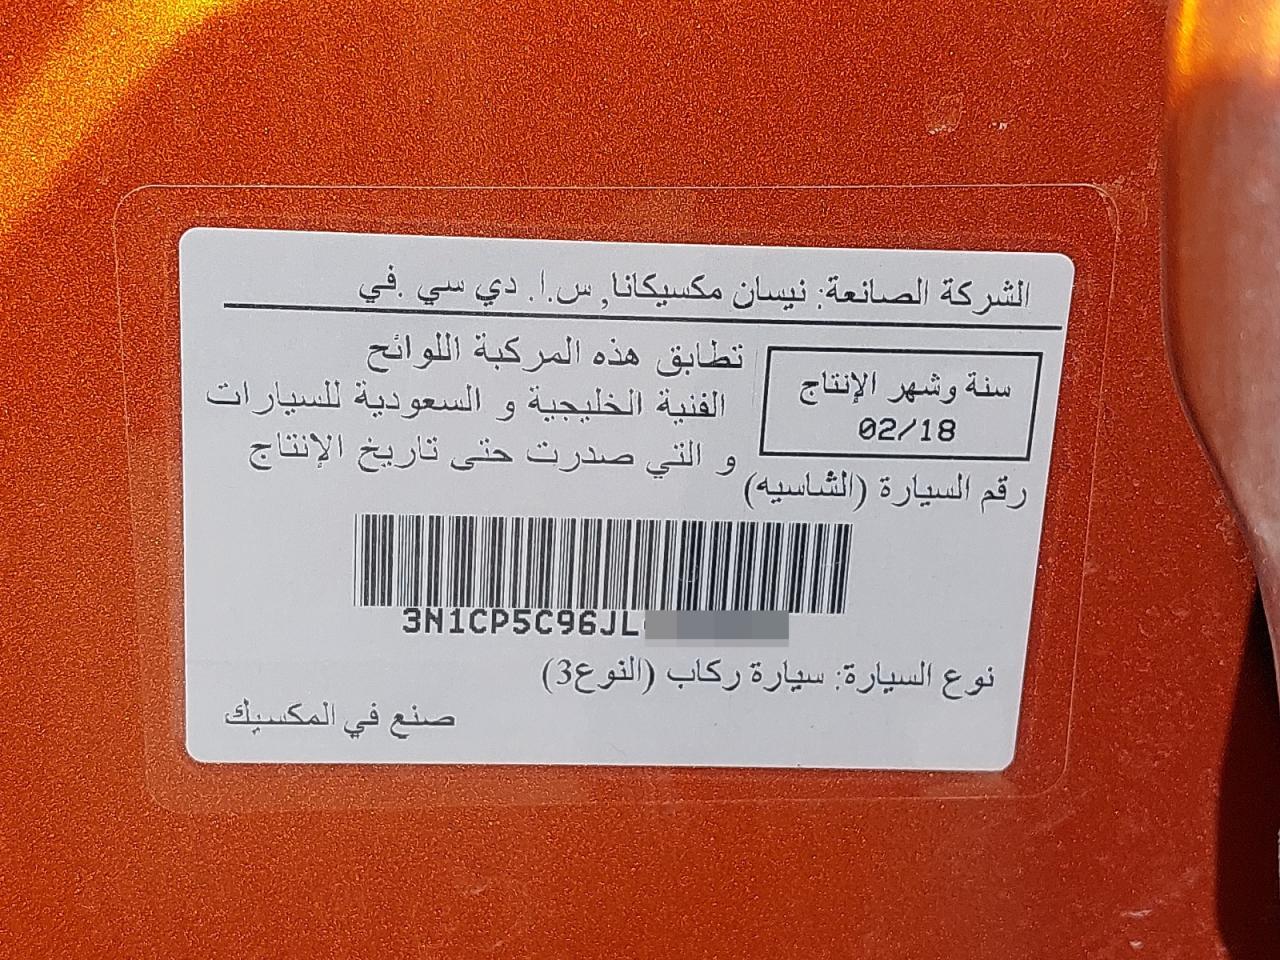 الشركة الصانعة: نيسان مكسيكانا, س.ا. دي سي .في
سنة وشهر الإنتاج
02/18
تطابق هذه المركبة اللوائح
الفنية الخليجية و السعودية للسيارات
و التي صدرت حتى تاريخ الإنتاج
رقم السيارة (الشاسيه)
3N1CP5C96JL
نوع السيارة: سيارة ركاب (النوع3)
صنع في المكسيك